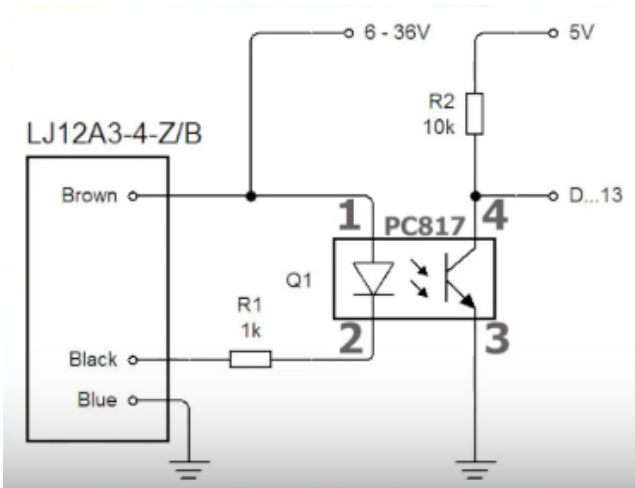 6 - 36V
5V
R2
10k
LJ12A3-4-Z/B
Brown
D...13
1
PC817
4
Q1
R1
1k
2
3
Black
Blue